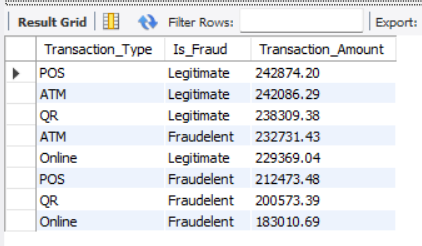 Result Grid Filter Rows: Export:
Transaction_Type Is_Fraud Transaction_Amount
POS Legitimate 242874.20
ATM Legitimate 242086.29
QR Legitimate 238309.38
ATM Fraudelent 232731.43
Online Legitimate 229369.04
POS Fraudelent 212473.48
QR Fraudelent 200573.39
Online Fraudelent 183010.69